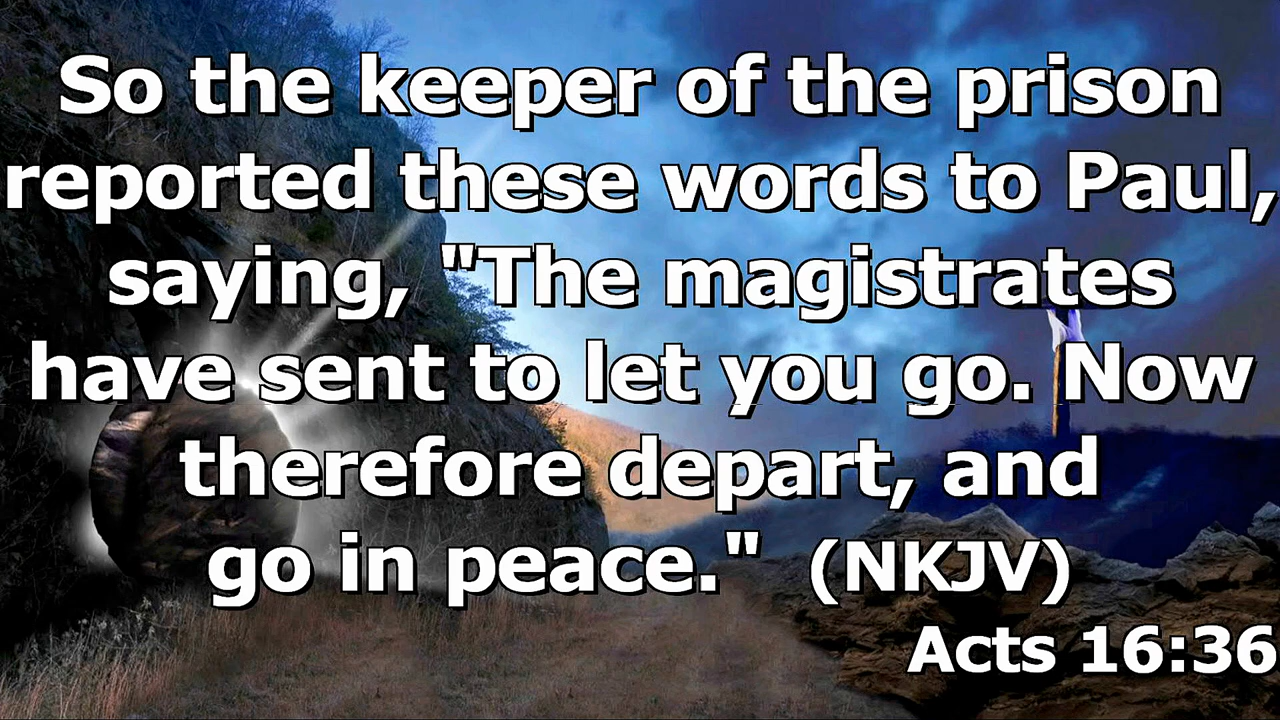 So the keeper of the prison
reported these words to Paul,
saying, "The magistrates
have sent to let you go. Now
therefore depart, and
go in peace." (NKJV)
Acts 16:36